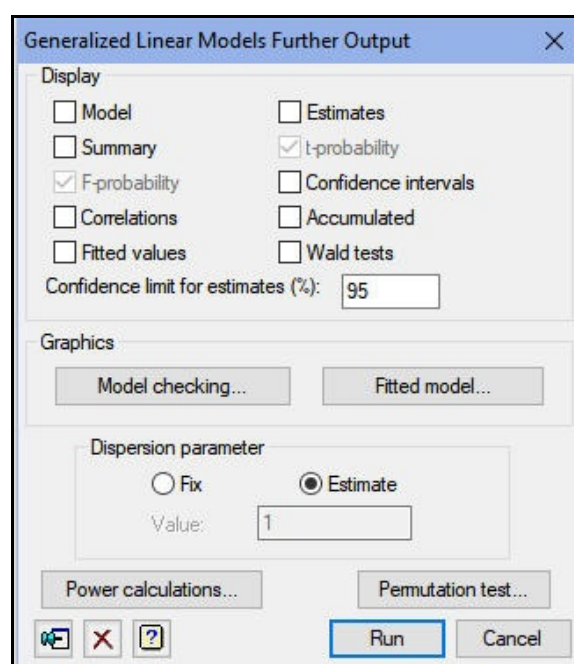 Generalized Linear Models Further Output
Display
Model Estimates
Summary t-probability
F-probability Confidence intervals
Correlations Accumulated
Fitted values Wald tests
Confidence limit for estimates (%): 95
Graphics
Model checking... Fitted model...
Dispersion parameter
Fix Estimate
Value: 1
Power calculations... Permutation test...
? Run Cancel